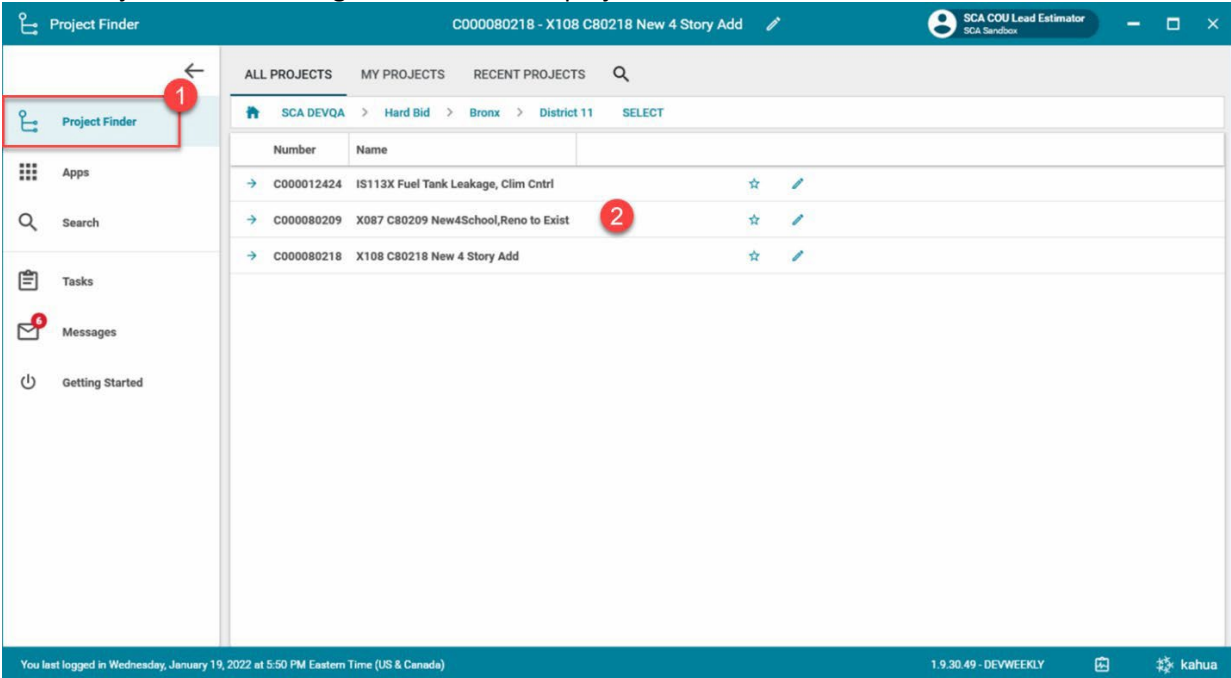 Project Finder
C000080218 - X108 C80218 New 4 Story Add
SCA COU Lead Estimator
SCA Sandbox
1
Project Finder
Apps
Search
Tasks
6
Messages
Getting Started
ALL PROJECTS MY PROJECTS RECENT PROJECTS
SCA DEVQA > Hard Bid > Bronx > District 11 SELECT
Number Name
C000012424 IS113X Fuel Tank Leakage, Clim Cntrl
C000080209 X087 C80209 New4School,Reno to Exist 2
C000080218 X108 C80218 New 4 Story Add
You last logged in Wednesday, January 19, 2022 at 5:50 PM Eastern Time (US & Canada) 1.9.30.49 - DEVWEEKLY kahua